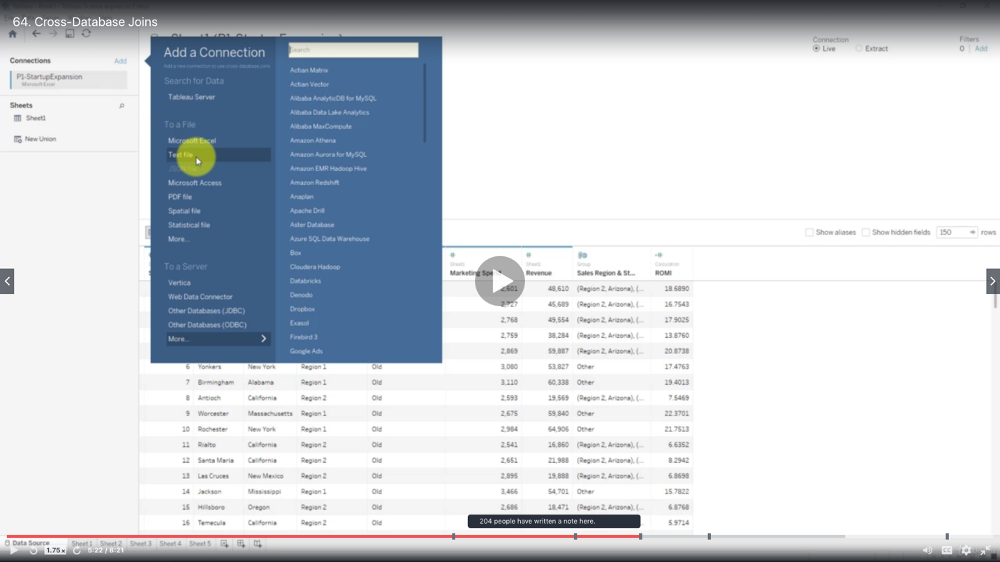 64. Cross-Database Joins
Connections
Add
P1-StartupExpansion
Microsoft Excel
Sheets
Sheet1
New Union
Add a Connection
Add a new connection to use cross-database joins
Search for Data
Tableau Server
To a File
Microsoft Excel
Text file
JSON file
Microsoft Access
PDF file
Spatial file
Statistical file
More...
To a Server
Vertica
Web Data Connector
Other Databases (JDBC)
Other Databases (ODBC)
More...
Search
Actian Matrix
Actian Vector
Alibaba AnalyticDB for MySQL
Alibaba Data Lake Analytics
Alibaba MaxCompute
Amazon Athena
Amazon Aurora for MySQL
Amazon EMR Hadoop Hive
Amazon Redshift
Anaplan
Apache Drill
Aster Database
Azure SQL Data Warehouse
Box
Cloudera Hadoop
Databricks
Denodo
Dropbox
Exasol
Firebird 3
Google Ads
Connection
Live Extract
Filters
0 Add
Show aliases Show hidden fields 150 rows
Sheet1 Sheet1 Group Calculation
Marketing Spend Revenue Sales Region & St... ROMI
2,601 48,610 (Region 2, Arizona), (... 18.6890
2,727 45,689 (Region 2, Arizona), (... 16.7543
2,768 49,554 (Region 2, Arizona), (... 17.9025
2,759 38,284 (Region 2, Arizona), (... 13.8760
2,869 59,887 (Region 2, Arizona), (... 20.8738
6 Yonkers New York Region 1 Old 3,080 53,827 Other 17.4763
7 Birmingham Alabama Region 1 Old 3,110 60,338 Other 19.4013
8 Antioch California Region 2 Old 2,593 19,569 (Region 2, Arizona), (... 7.5469
9 Worcester Massachusetts Region 1 Old 2,675 59,840 Other 22.3701
10 Rochester New York Region 1 Old 2,984 64,906 Other 21.7513
11 Rialto California Region 2 Old 2,541 16,860 (Region 2, Arizona), (... 6.6352
12 Santa Maria California Region 2 Old 2,651 21,988 (Region 2, Arizona), (... 8.2942
13 Las Cruces New Mexico Region 2 Old 2,895 19,888 (Region 2, Arizona), (... 6.8698
14 Jackson Mississippi Region 1 Old 3,466 54,701 Other 15.7822
15 Hillsboro Oregon Region 2 Old 2,686 18,471 (Region 2, Arizona), (... 6.8768
16 Temecula California Region 2 Old 5.9714
204 people have written a note here.
Data Source Sheet 1 Sheet 2 Sheet 3 Sheet 4 Sheet 5
1.75x 5:22 / 8:21
CC